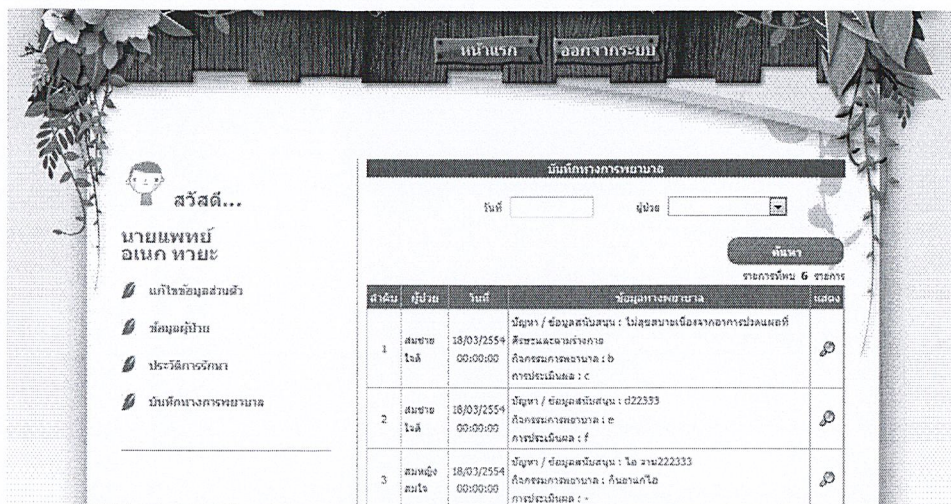 หน้าแรก ออกจากระบบ
สวัสดี...
นายแพทย์
อเนก ทายะ
แก้ไขข้อมูลส่วนตัว
ข้อมูลผู้ป่วย
ประวัติการรักษา
บันทึกทางการพยาบาล
บันทึกทางการพยาบาล
วันที่ ผู้ป่วย
ค้นหา
รายการที่พบ 6 รายการ
ลำดับ ผู้ป่วย วันที่ ข้อมูลทางพยาบาล แสดง
1 สมชาย ใจดี 18/03/2554 00:00:00
ปัญหา / ข้อมูลสนับสนุน : ไม่สุขสบายเนื่องจากอาการปวดแผลที่
ศีรษะและตามร่างกาย
กิจกรรมการพยาบาล : b
การประเมินผล : c
2 สมชาย ใจดี 18/03/2554 00:00:00
ปัญหา / ข้อมูลสนับสนุน : d22333
กิจกรรมการพยาบาล : e
การประเมินผล : f
3 สมหญิง สมใจ 18/03/2554 00:00:00
ปัญหา / ข้อมูลสนับสนุน : ไอ จาม222333
กิจกรรมการพยาบาล : กินยาแก้ไอ
การประเมินผล : -